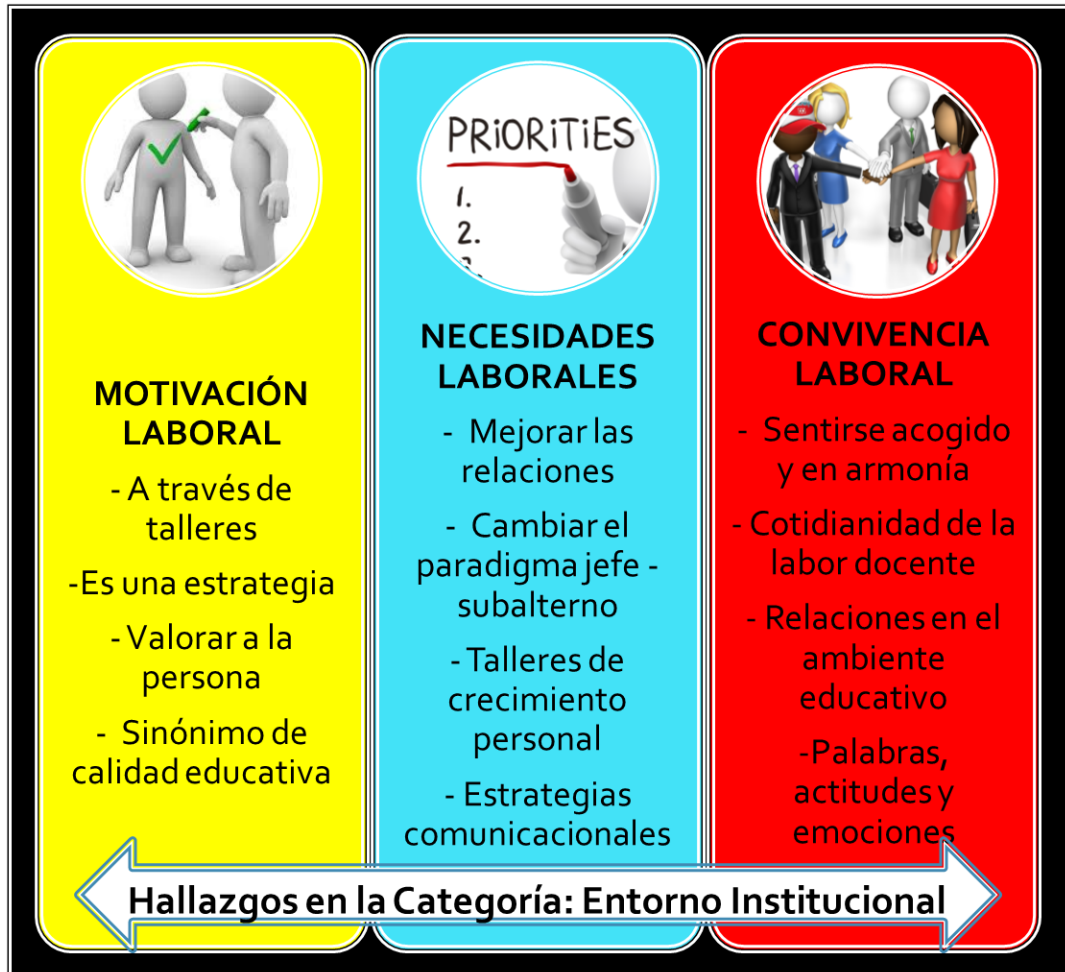 MOTIVACIÓN
LABORAL
- A través de
talleres
-Es una estrategia
- Valorar a la
persona
- Sinónimo de
calidad educativa
PRiORiTiES
1.
2.
NECESIDADES
LABORALES
- Mejorar las
relaciones
- Cambiar el
paradigma jefe -
subalterno
- Talleres de
crecimiento
personal
- Estrategias
comunicacionales
CONVIVENCIA
LABORAL
- Sentirse acogido
y en armonía
- Cotidianidad de la
labor docente
- Relaciones en el
ambiente
educativo
-Palabras,
actitudes y
emociones
Hallazgos en la Categoría: Entorno Institucional